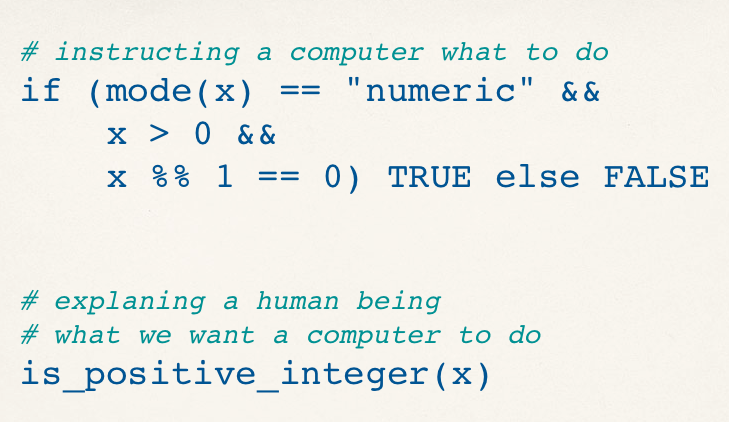 # instructing a computer what to do
if (mode(x) == "numeric" &&
    x > 0 &&
    x %% 1 == 0) TRUE else FALSE
# explaning a human being
# what we want a computer to do
is_positive_integer(x)